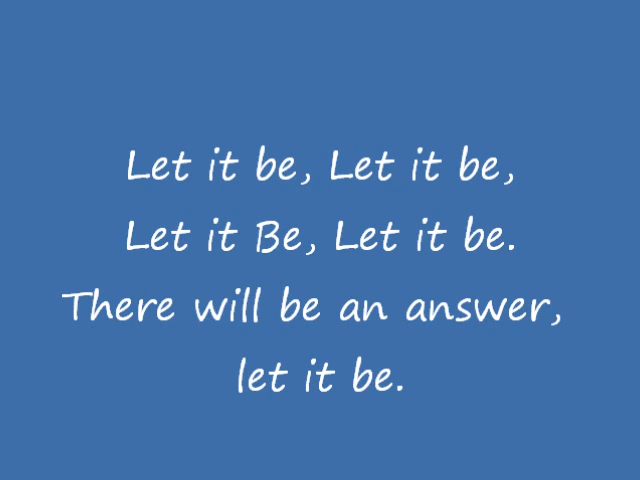 Let it be, Let it be,
Let it Be, Let it be.
There will be an answer,
let it be.